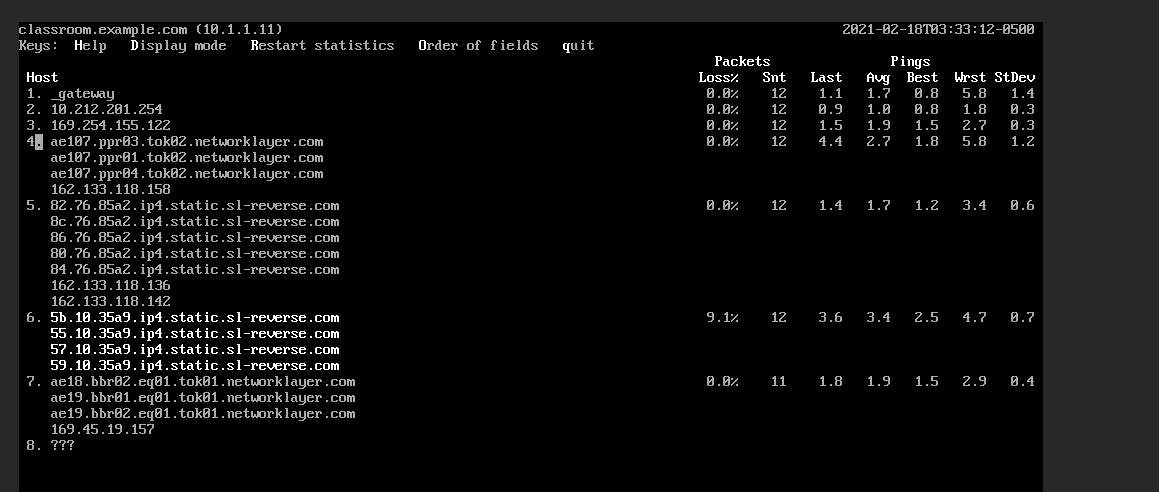 classroom.example.com (10.1.1.11) 2021-02-18T03:33:12-0500
Keys: Help Display mode Restart statistics Order of fields quit
Packets Pings
Host Loss% Snt Last Avg Best Wrst StDev
1. _gateway 0.0% 12 1.1 1.7 0.8 5.8 1.4
2. 10.212.201.254 0.0% 12 0.9 1.0 0.8 1.8 0.3
3. 169.254.155.122 0.0% 12 1.5 1.9 1.5 2.7 0.3
4. ae107.ppr03.tok02.networklayer.com 0.0% 12 4.4 2.7 1.8 5.8 1.2
ae107.ppr01.tok02.networklayer.com
ae107.ppr04.tok02.networklayer.com
162.133.118.158
5. 82.76.85a2.ip4.static.sl-reverse.com 0.0% 12 1.4 1.7 1.2 3.4 0.6
8c.76.85a2.ip4.static.sl-reverse.com
86.76.85a2.ip4.static.sl-reverse.com
80.76.85a2.ip4.static.sl-reverse.com
84.76.85a2.ip4.static.sl-reverse.com
162.133.118.136
162.133.118.142
6. 5b.10.35a9.ip4.static.sl-reverse.com 9.1% 12 3.6 3.4 2.5 4.7 0.7
55.10.35a9.ip4.static.sl-reverse.com
57.10.35a9.ip4.static.sl-reverse.com
59.10.35a9.ip4.static.sl-reverse.com
7. ae18.bbr02.eq01.tok01.networklayer.com 0.0% 11 1.8 1.9 1.5 2.9 0.4
ae19.bbr01.eq01.tok01.networklayer.com
ae19.bbr02.eq01.tok01.networklayer.com
169.45.19.157
8. ???